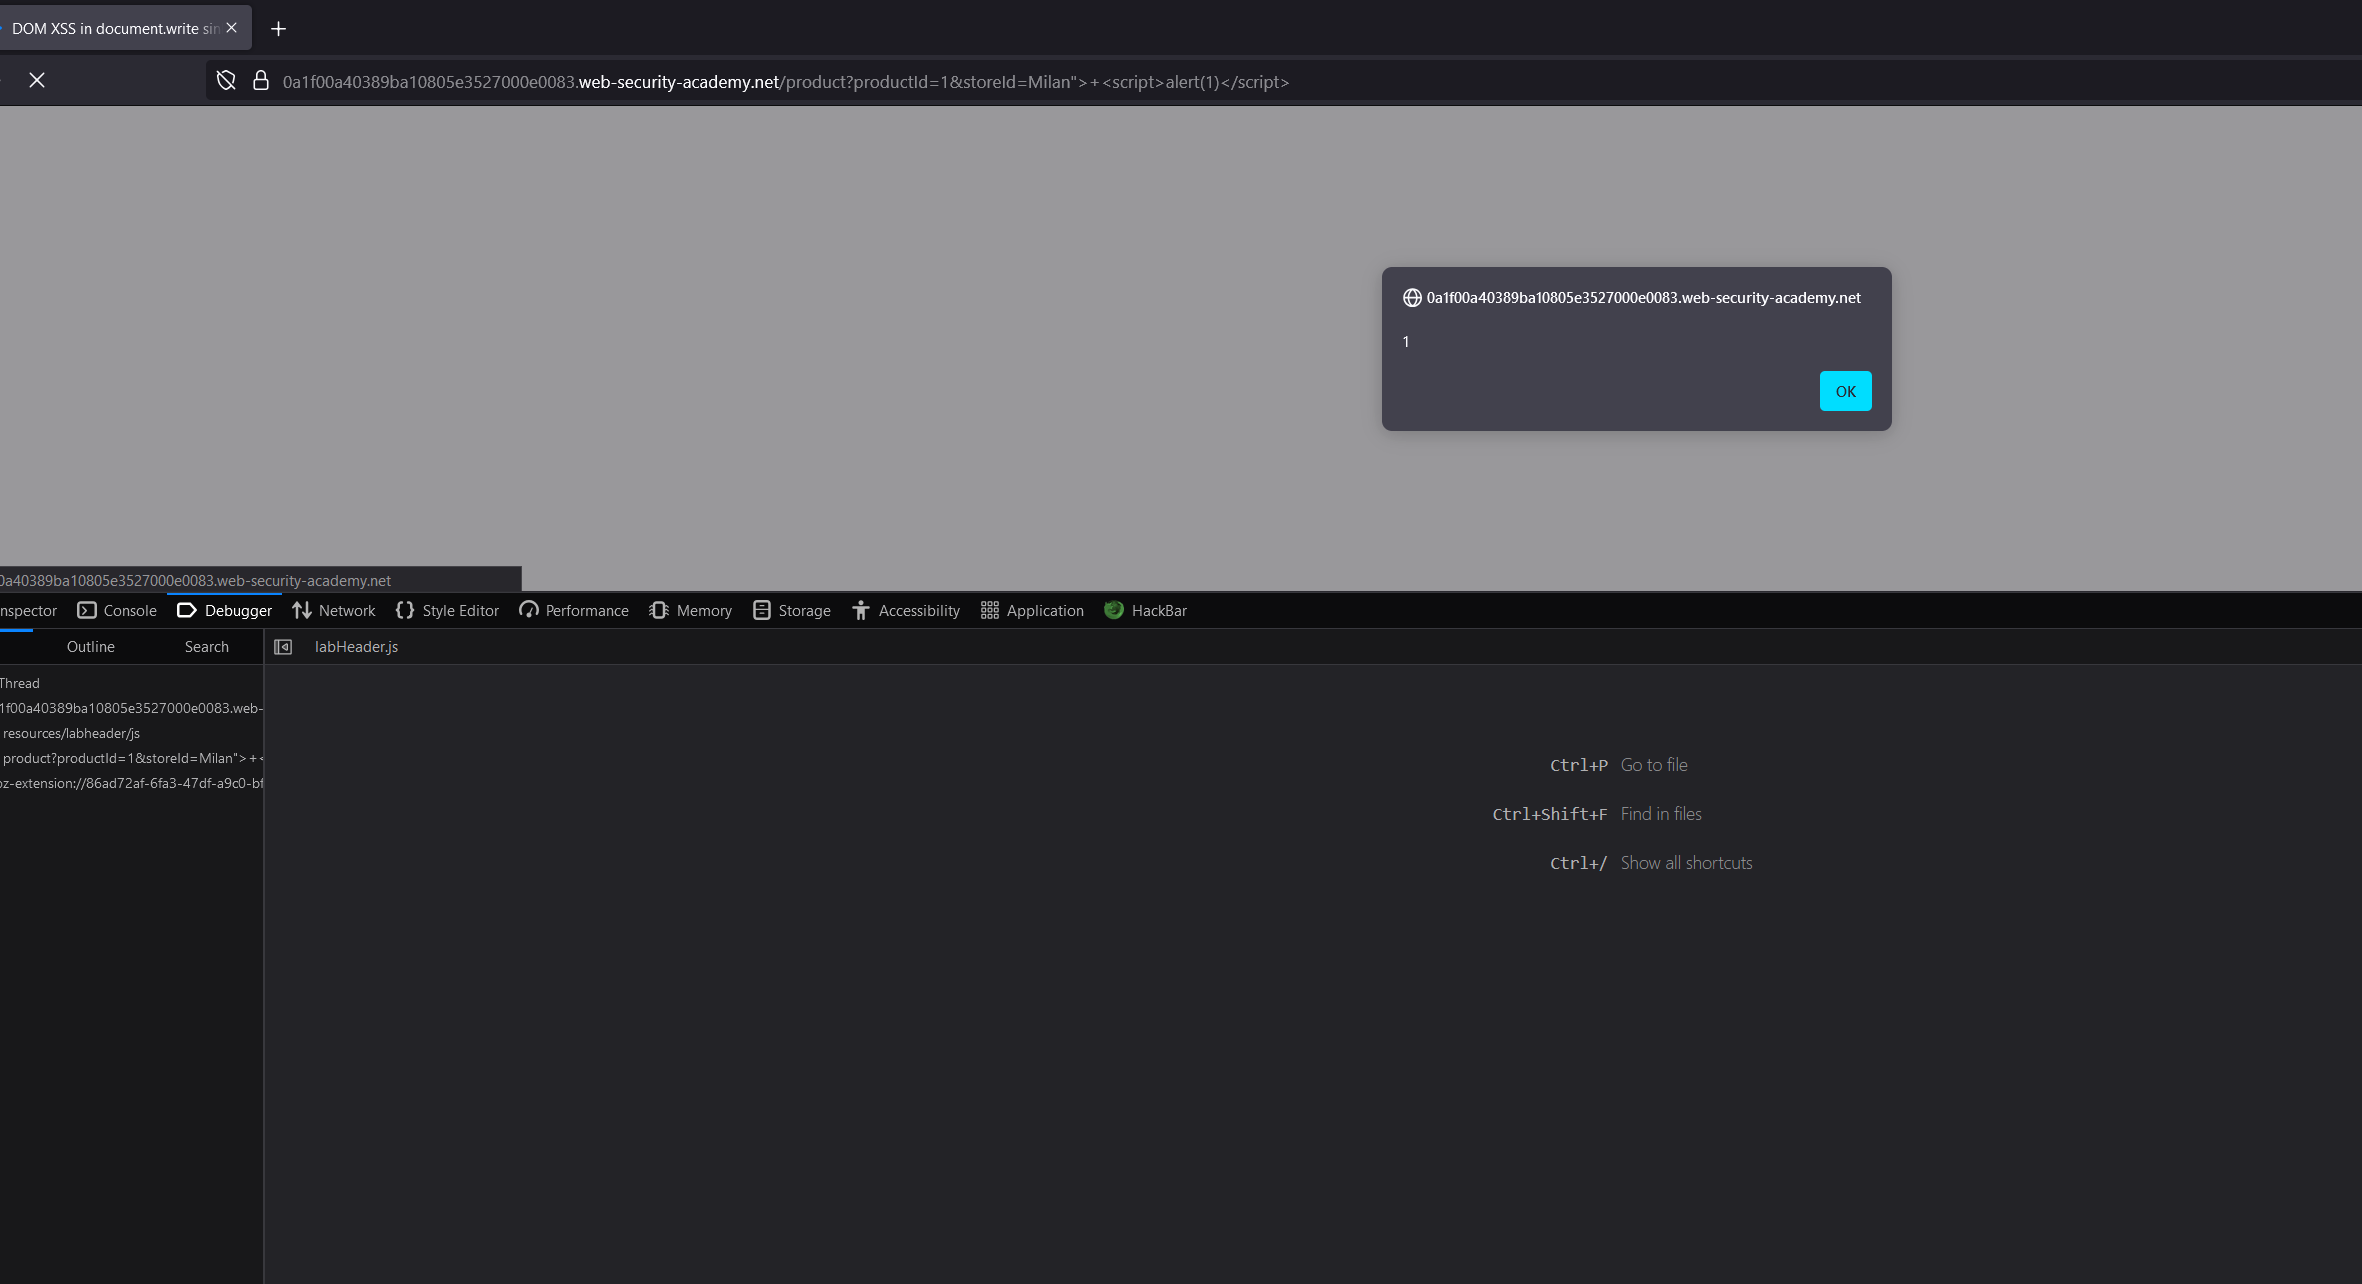 DOM XSS in document.write sin
0a1f00a40389ba10805e3527000e0083.web-security-academy.net/product?productId=1&storeId=Milan">+<script>alert(1)</script>
0a1f00a40389ba10805e3527000e0083.web-security-academy.net
1
OK
0a40389ba10805e3527000e0083.web-security-academy.net
nspector Console Debugger Network Style Editor Performance Memory Storage Accessibility Application HackBar
Outline Search labHeader.js
Thread
1f00a40389ba10805e3527000e0083.web-
resources/labheader/js
product?productId=1&storeId=Milan">+<
oz-extension://86ad72af-6fa3-47df-a9c0-bf
Ctrl+P Go to file
Ctrl+Shift+F Find in files
Ctrl+/ Show all shortcuts